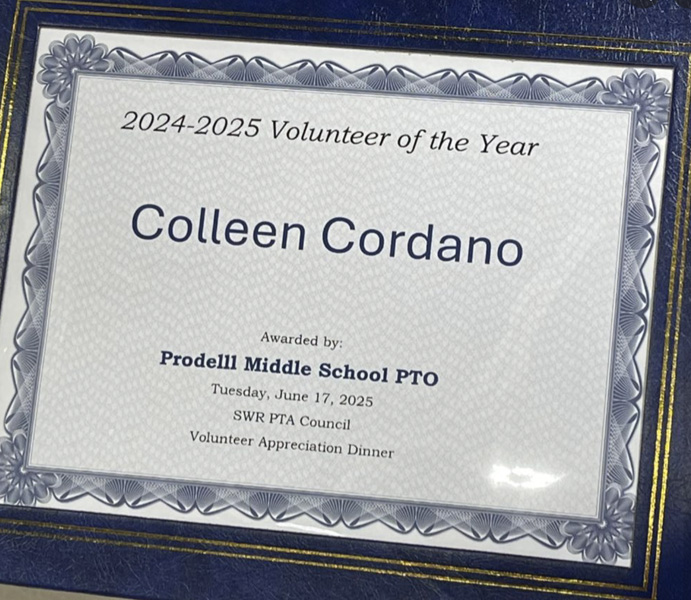 2024-2025 Volunteer of the Year
Colleen Cordano
Awarded by:
Prodelll Middle School PTO
Tuesday, June 17, 2025
SWR PTA Council
Volunteer Appreciation Dinner